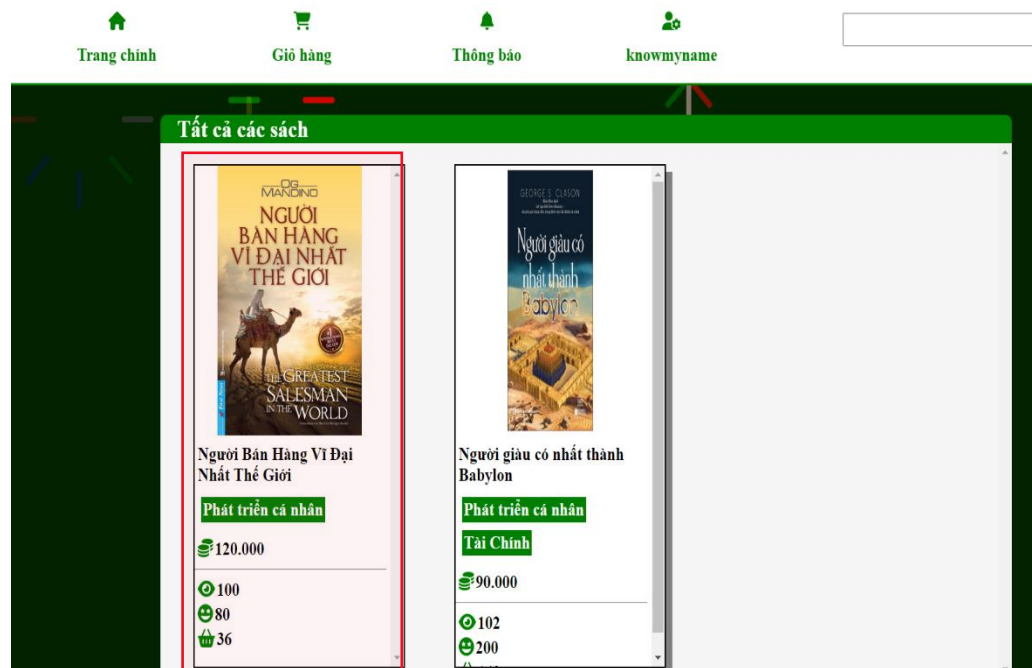 Trang chính
Giỏ hàng
Thông báo
knowmyname
Tất cả các sách
OG
MANDINO
NGƯỜI
BÁN HÀNG
VĨ ĐẠI NHẤT
THẾ GIỚI
THE GREATEST
SALESMAN
IN THE WORLD
Người Bán Hàng Vĩ Đại
Nhất Thế Giới
Phát triển cá nhân
120.000
100
80
36
GEORGE S. CLASON
Người giàu có
nhất thành
Babylon
Người giàu có nhất thành
Babylon
Phát triển cá nhân
Tài Chính
90.000
102
200